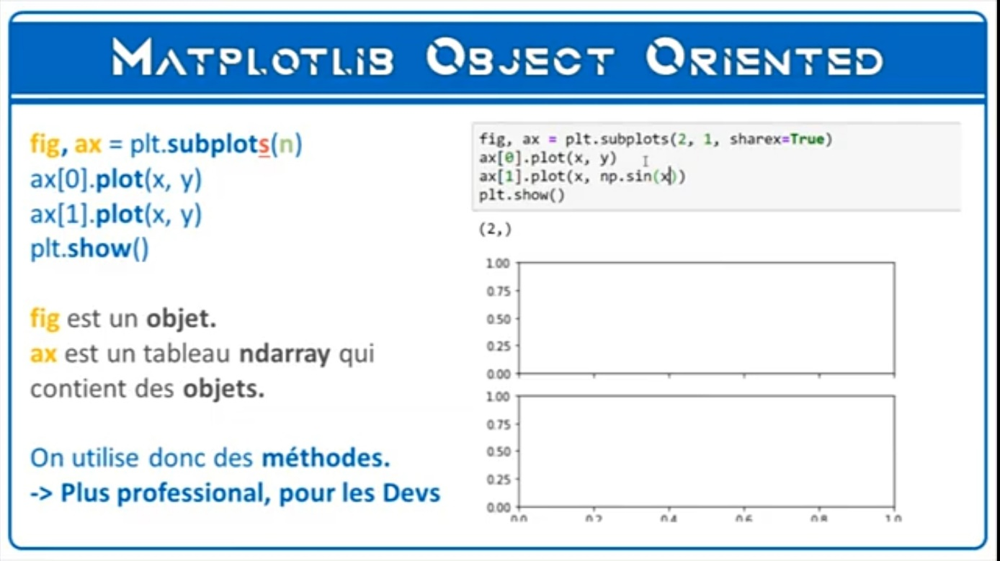 MATPLOTLIB OBJECT ORIENTED
fig, ax = plt.subplots(n)
ax[0].plot(x, y)
ax[1].plot(x, y)
plt.show()
fig est un objet.
ax est un tableau ndarray qui
contient des objets.
On utilise donc des méthodes.
-> Plus professional, pour les Devs
fig, ax = plt.subplots(2, 1, sharex=True)
ax[0].plot(x, y)
ax[1].plot(x, np.sin(x))
plt.show()
(2,)
1.00
0.75
0.50
0.25
0.00
1.00
0.75
0.50
0.25
0.00
0.0 0.2 0.4 0.6 0.8 1.0